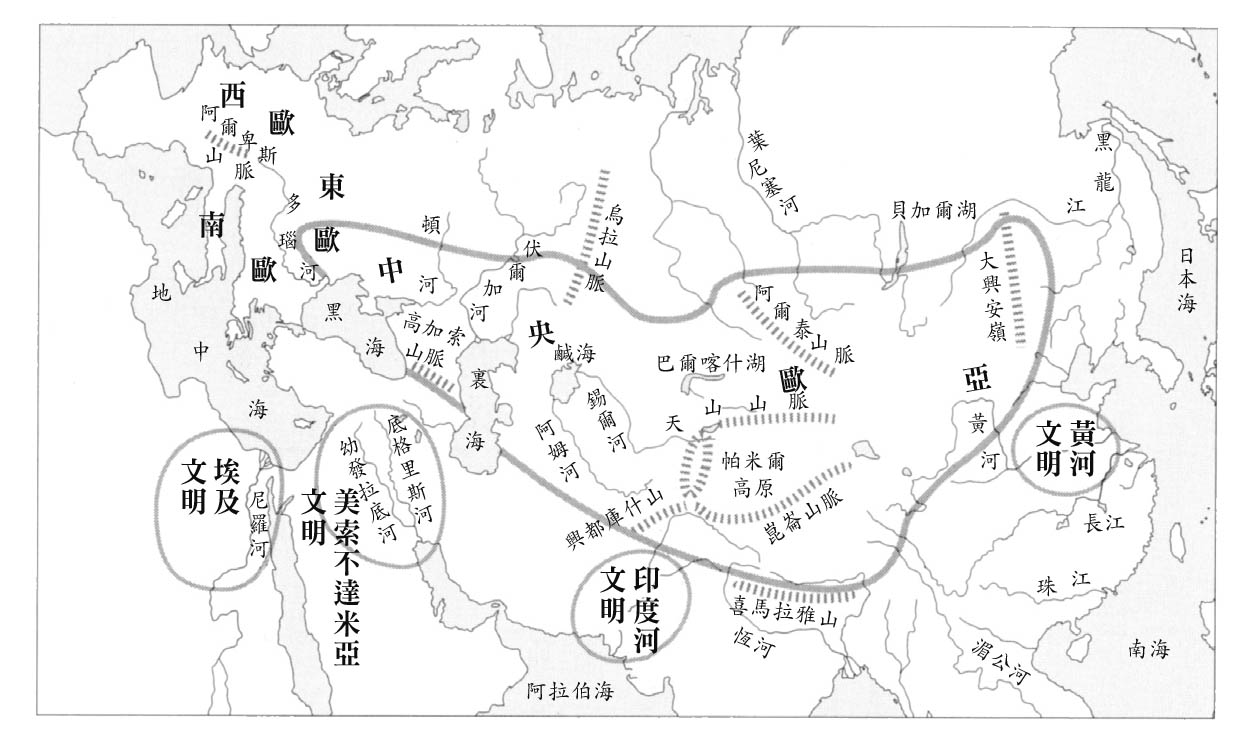 西歐
阿爾卑斯
山脈
東歐
南歐
多瑙河
頓河
伏爾加河
烏拉山脈
葉尼塞河
貝加爾湖
黑龍江
大興安嶺
日本海
地中海
黑海
高加索
山脈
裏海
中央歐亞
鹹海
巴爾喀什湖
阿爾泰山脈
天山山脈
錫爾河
阿姆河
帕米爾
高原
興都庫什山
崑崙山脈
黃河
黃河
文明
埃及
文明
尼羅河
幼發拉底河
底格里斯河
美索不達米亞
文明
印度河
文明
喜馬拉雅山
恆河
長江
珠江
湄公河
南海
阿拉伯海